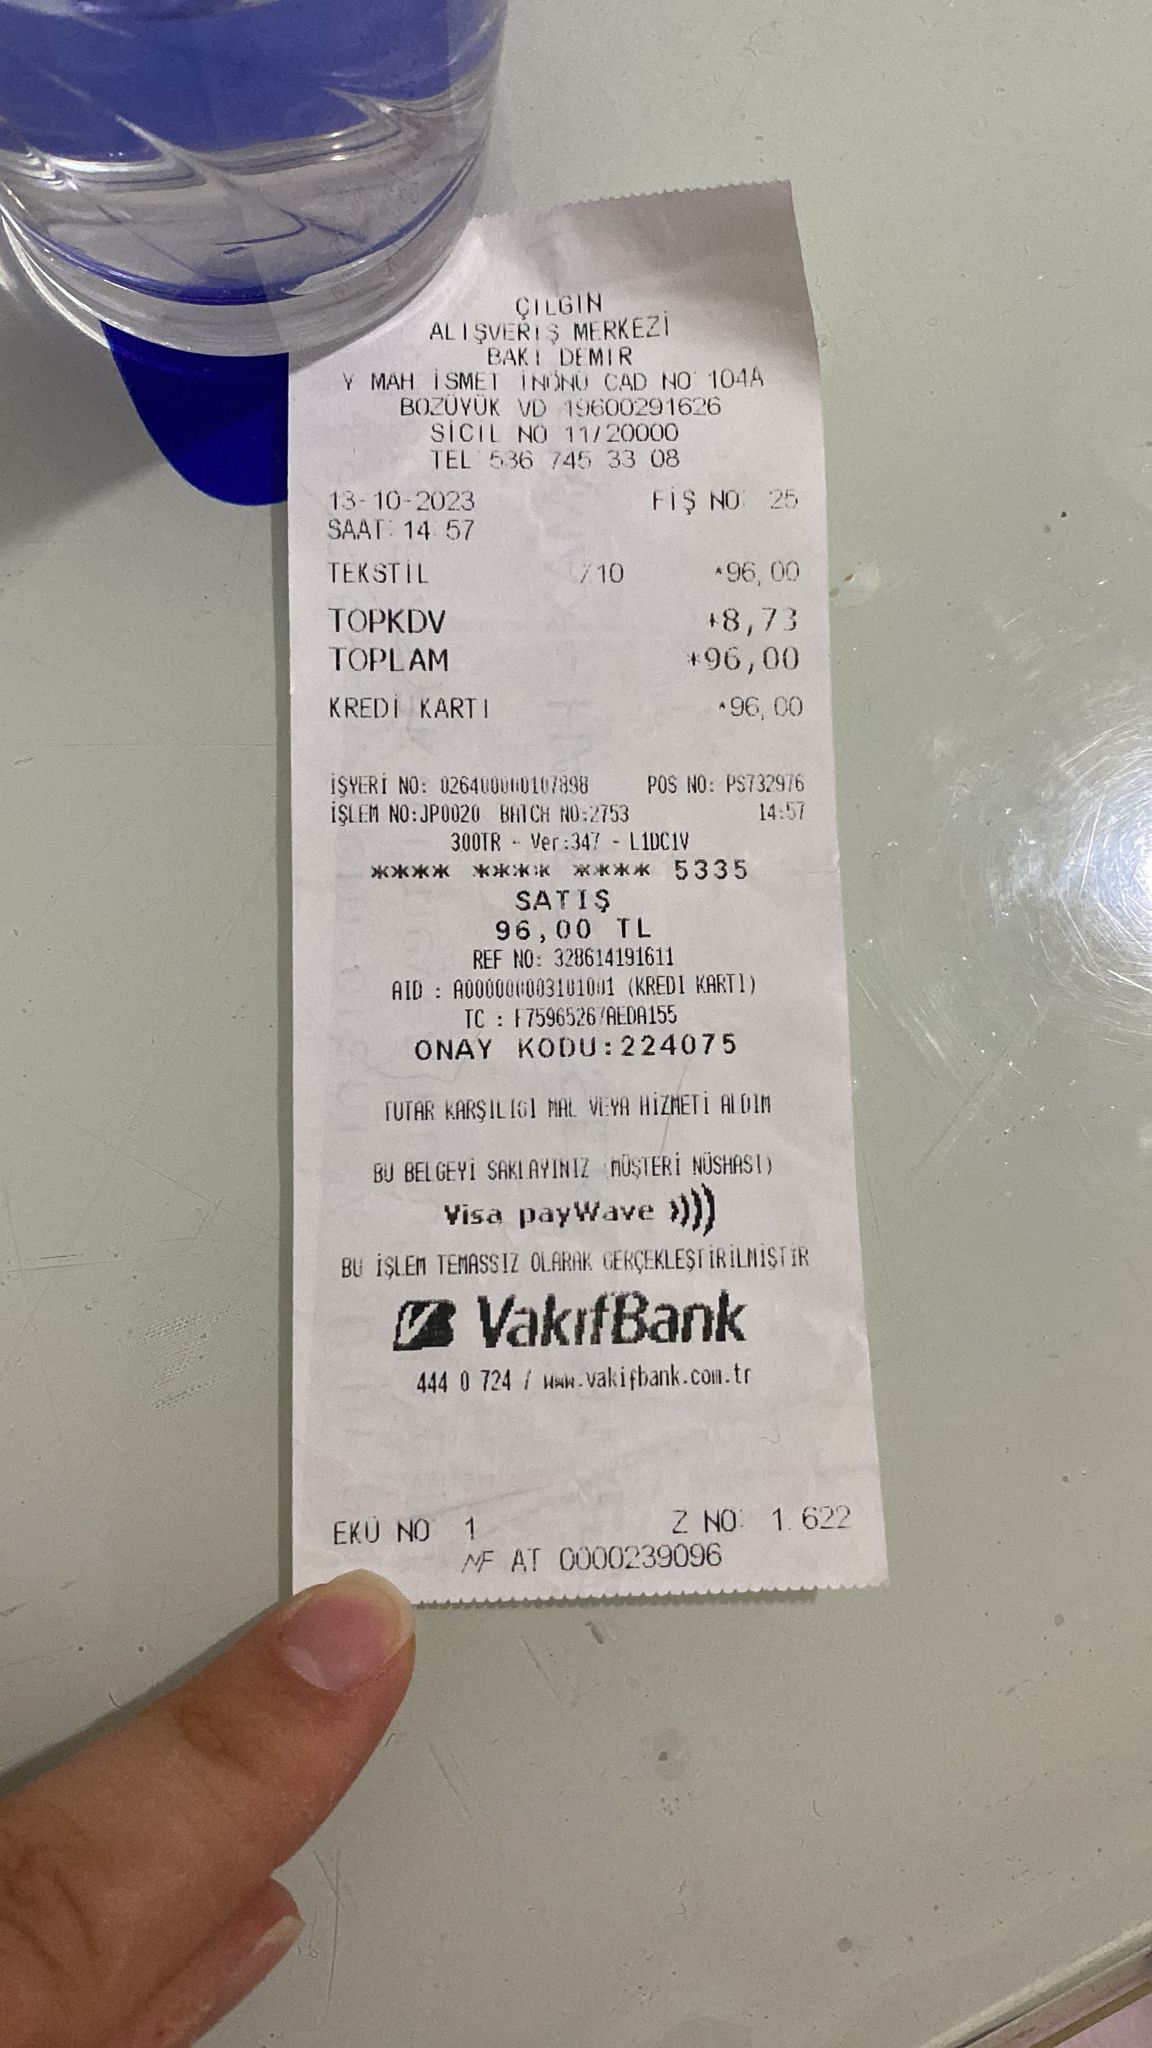 ÇILGIN
ALIŞVERİŞ MERKEZİ
BAKİ DEMİR
Y MAH İSMET İNÖNÜ CAD NO:104A
BOZÜYÜK VD 19600291626
SİCİL NO 11/20000
TEL:536 745 33 08
13-10-2023 FİŞ NO: 25
SAAT:14:57
TEKSTİL %10 *96,00
TOPKDV *8,73
TOPLAM *96,00
KREDİ KARTI *96,00
İŞYERİ NO: 026400000107898 POS NO: PS732976
İŞLEM NO:JP0020 BATCH NO:2753 14:57
300TR - Ver:347 - L1DC1V
**** **** **** 5335
SATIŞ
96,00 TL
REF NO: 328614191611
AID : A000000003101001 (KREDI KARTI)
TC : F75965267AEDA155
ONAY KODU:224075
TUTAR KARŞILIĞI MAL VEYA HİZMETİ ALDIM
BU BELGEYİ SAKLAYINIZ (MÜŞTERİ NÜSHASI)
Visa payWave
BU İŞLEM TEMASSIZ OLARAK GERÇEKLEŞTİRİLMİŞTİR
VakıfBank
444 0 724 / www.vakifbank.com.tr
EKÜ NO: 1 Z NO: 1.622
MF AT 0000239096